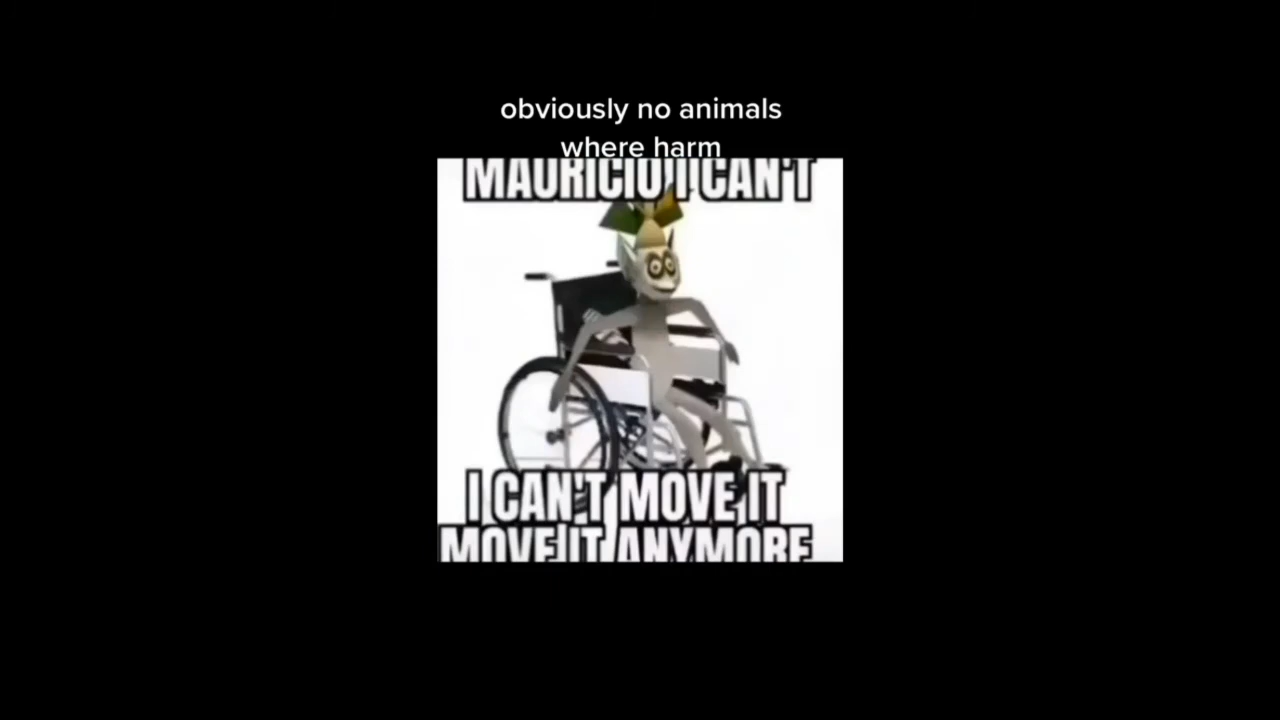 obviously no animals
where harm
MAURICIO I CAN'T
I CAN'T MOVE IT
MOVE IT ANYMORE